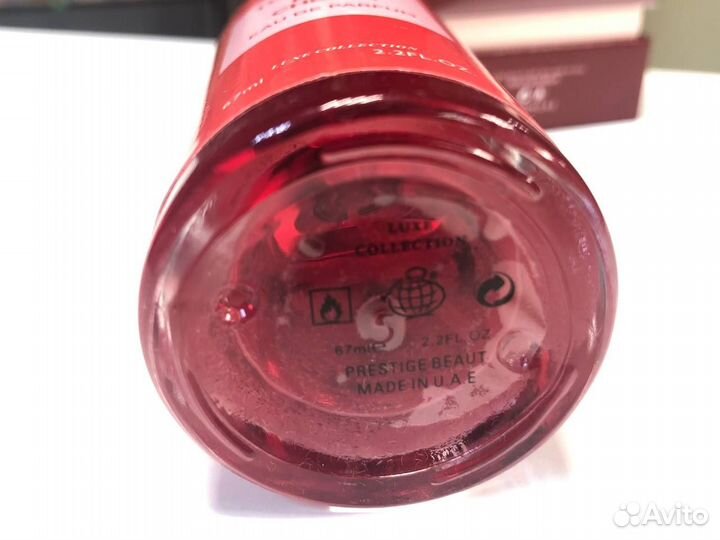 EAU DE PARFUM
LUXE COLLECTION
67ml 2.2FL.OZ
LUXE
COLLECTION
67ml 2.2FL.OZ
PRESTIGE BEAUT
MADE IN U.A.E
Avito